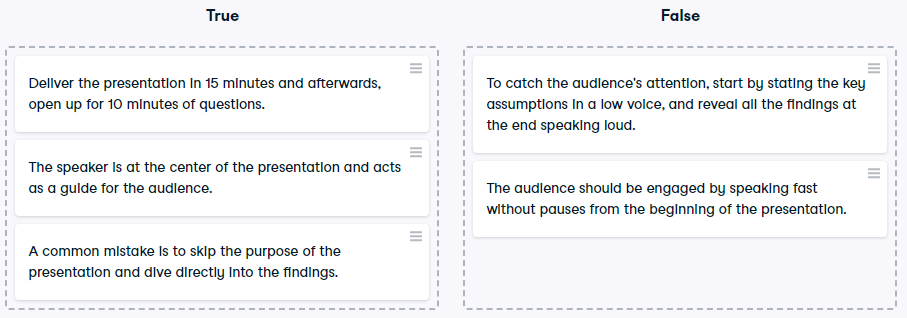 True
Deliver the presentation in 15 minutes and afterwards,
open up for 10 minutes of questions.
The speaker is at the center of the presentation and acts
as a guide for the audience.
A common mistake is to skip the purpose of the
presentation and dive directly into the findings.
False
To catch the audience's attention, start by stating the key
assumptions in a low voice, and reveal all the findings at
the end speaking loud.
The audience should be engaged by speaking fast
without pauses from the beginning of the presentation.